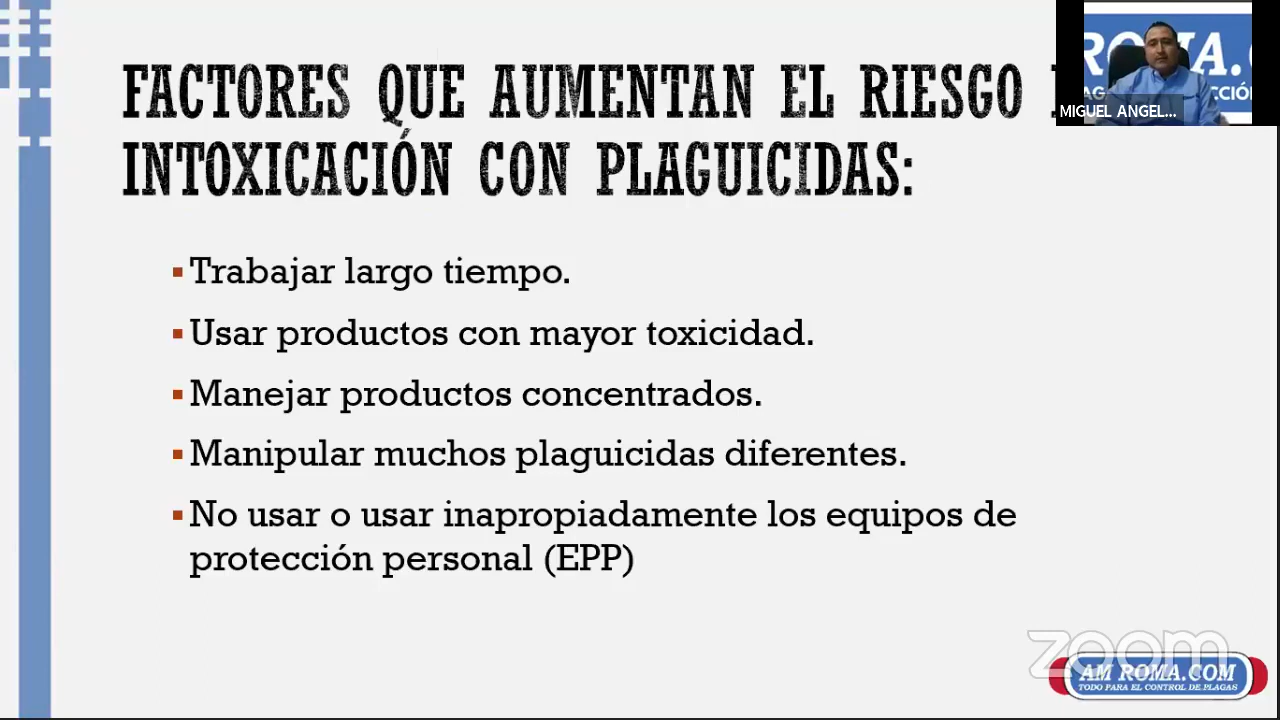 FACTORES QUE AUMENTAN EL RIESGO
INTOXICACIÓN CON PLAGUICIDAS:
▪Trabajar largo tiempo.
▪Usar productos con mayor toxicidad.
▪Manejar productos concentrados.
▪Manipular muchos plaguicidas diferentes.
▪No usar o usar inapropiadamente los equipos de
protección personal (EPP)
MIGUEL ANGEL...
zoom
AM ROMA.COM
TODO PARA EL CONTROL DE PLAGAS